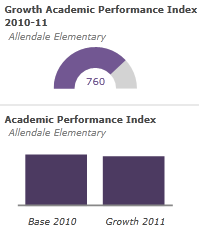 Growth Academic Performance Index
2010-11
Allendale Elementary
760
Academic Performance Index
Allendale Elementary
Base 2010 Growth 2011